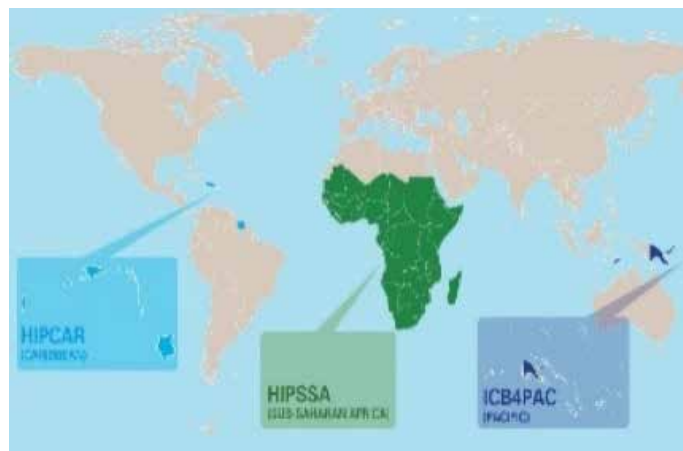 HIPCAR
(CARIBBEAN)
HIPSSA
(SUB-SAHARAN AFRICA)
ICB4PAC
(PACIFIC)